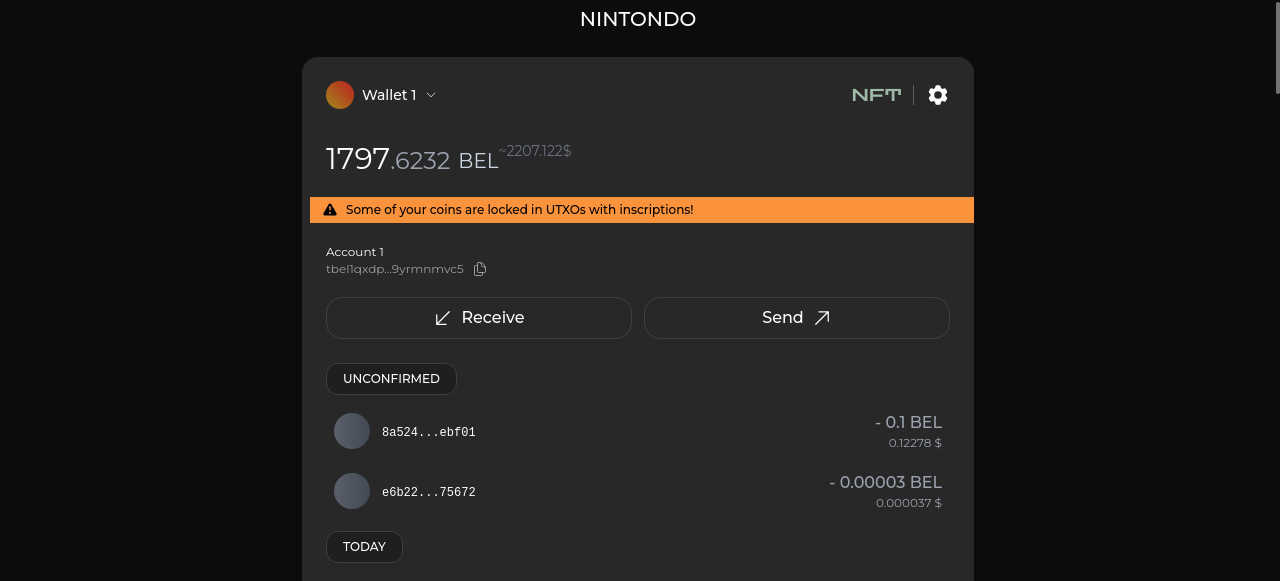 NINTONDO
Wallet 1
NFT
1797.6232 BEL ~2207.122$
Some of your coins are locked in UTXOs with inscriptions!
Account 1
tbel1qxdp...9yrmnmvc5
Receive
Send
UNCONFIRMED
8a524...ebf01
- 0.1 BEL
0.12278 $
e6b22...75672
- 0.00003 BEL
0.000037 $
TODAY